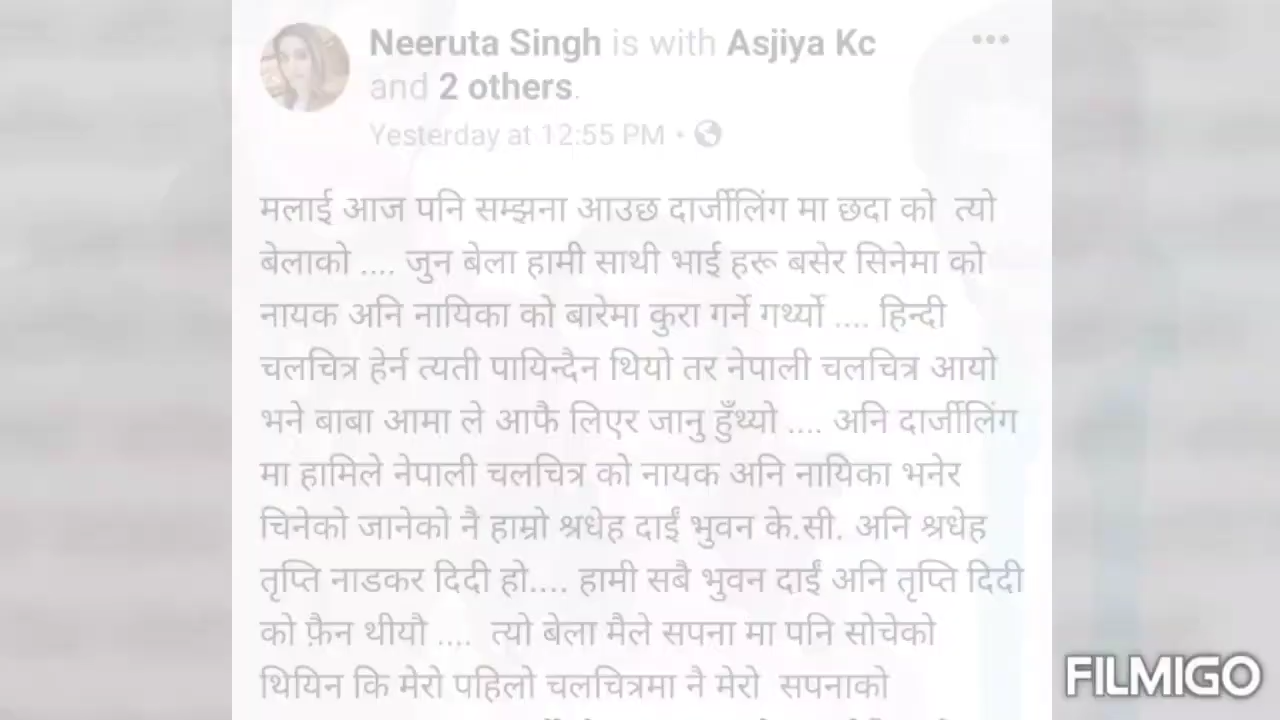 Neeruta Singh is with Asjiya Kc
and 2 others.
Yesterday at 12:55 PM •
मलाई आज पनि सम्झना आउछ दार्जीलिंग मा छदा को त्यो
बेलाको .... जुन बेला हामी साथी भाई हरू बसेर सिनेमा को
नायक अनि नायिका को बारेमा कुरा गर्ने गर्थ्यो .... हिन्दी
चलचित्र हेर्न त्यती पायिन्दैन थियो तर नेपाली चलचित्र आयो
भने बाबा आमा ले आफै लिएर जानु हुँथ्यो .... अनि दार्जीलिंग
मा हामिले नेपाली चलचित्र को नायक अनि नायिका भनेर
चिनेको जानेको नै हाम्रो श्रधेह दाईं भुवन के.सी. अनि श्रधेह
तृप्ति नाडकर दिदी हो.... हामी सबै भुवन दाईं अनि तृप्ति दिदी
को फ़ैन थीयौ .... त्यो बेला मैले सपना मा पनि सोचेको
थियिन कि मेरो पहिलो चलचित्रमा नै मेरो सपनाको
FILMIGO